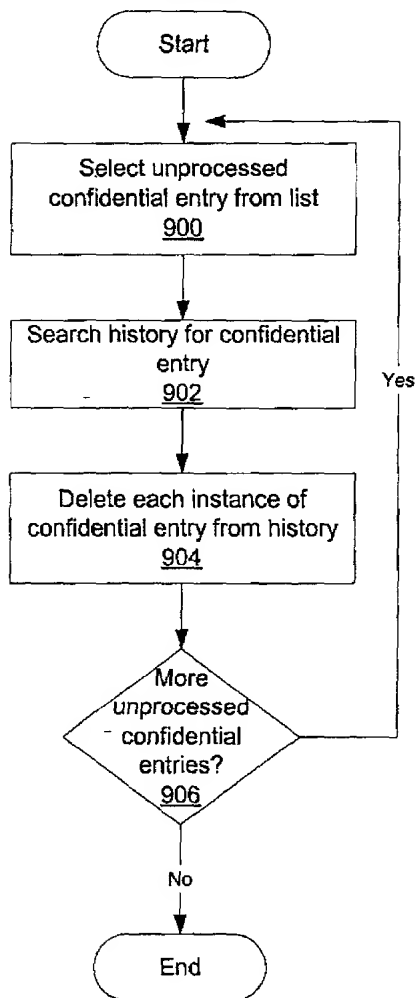 Start
Select unprocessed
confidential entry from list
900
Search history for confidential
entry
902
Yes
Delete each instance of
confidential entry from history
904
More
unprocessed
confidential
entries?
906
No
End